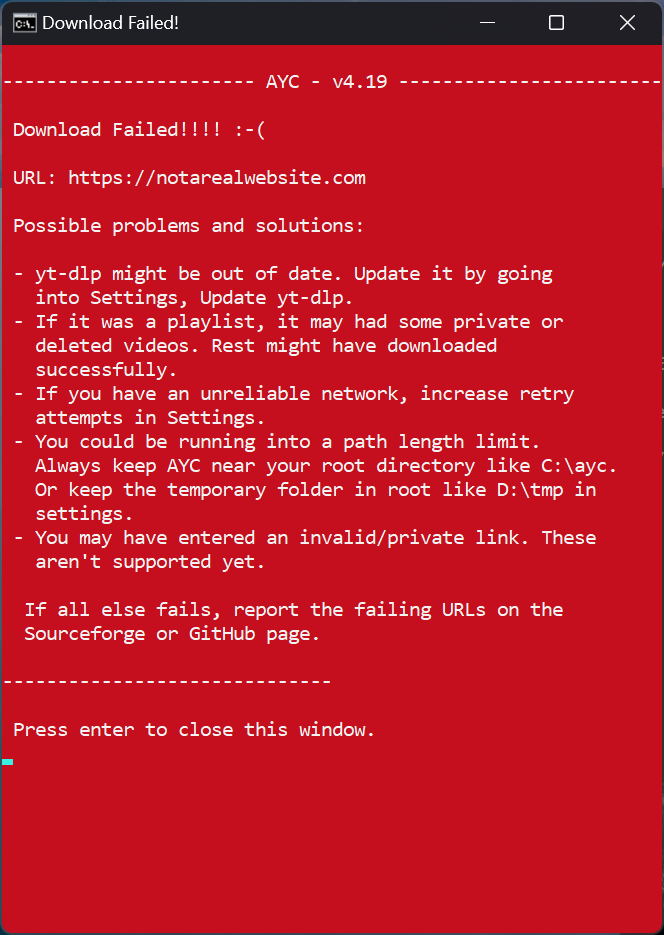 Download Failed!
------------------------ AYC - v4.19 ------------------------
Download Failed!!!! :-(
URL: https://notarealwebsite.com
Possible problems and solutions:
- yt-dlp might be out of date. Update it by going
into Settings, Update yt-dlp.
- If it was a playlist, it may had some private or
deleted videos. Rest might have downloaded
successfully.
- If you have an unreliable network, increase retry
attempts in Settings.
- You could be running into a path length limit.
Always keep AYC near your root directory like C:\ayc.
Or keep the temporary folder in root like D:\tmp in
settings.
- You may have entered an invalid/private link. These
aren't supported yet.
If all else fails, report the failing URLs on the
Sourceforge or GitHub page.
------------------------------
Press enter to close this window.